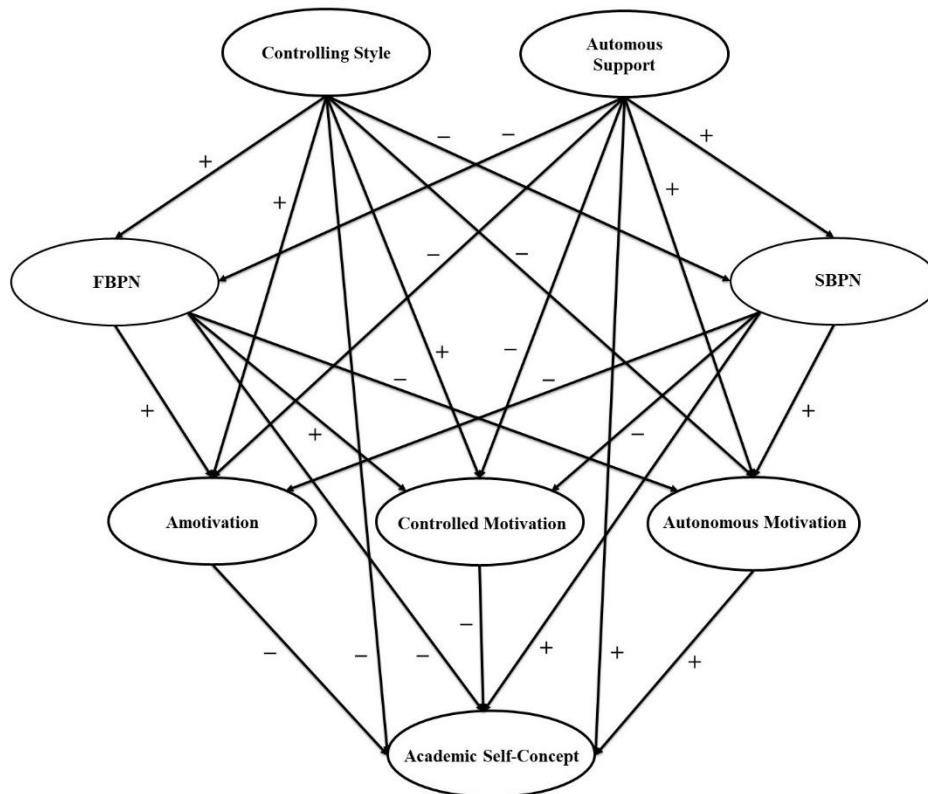 Controlling Style
Automous
Support
−
−
+
+
+
+
−
−
−
FBPN
SBPN
+
−
−
−
+
+
−
+
Amotivation
Controlled Motivation
Autonomous Motivation
−
−
−
−
+
+
+
Academic Self-Concept